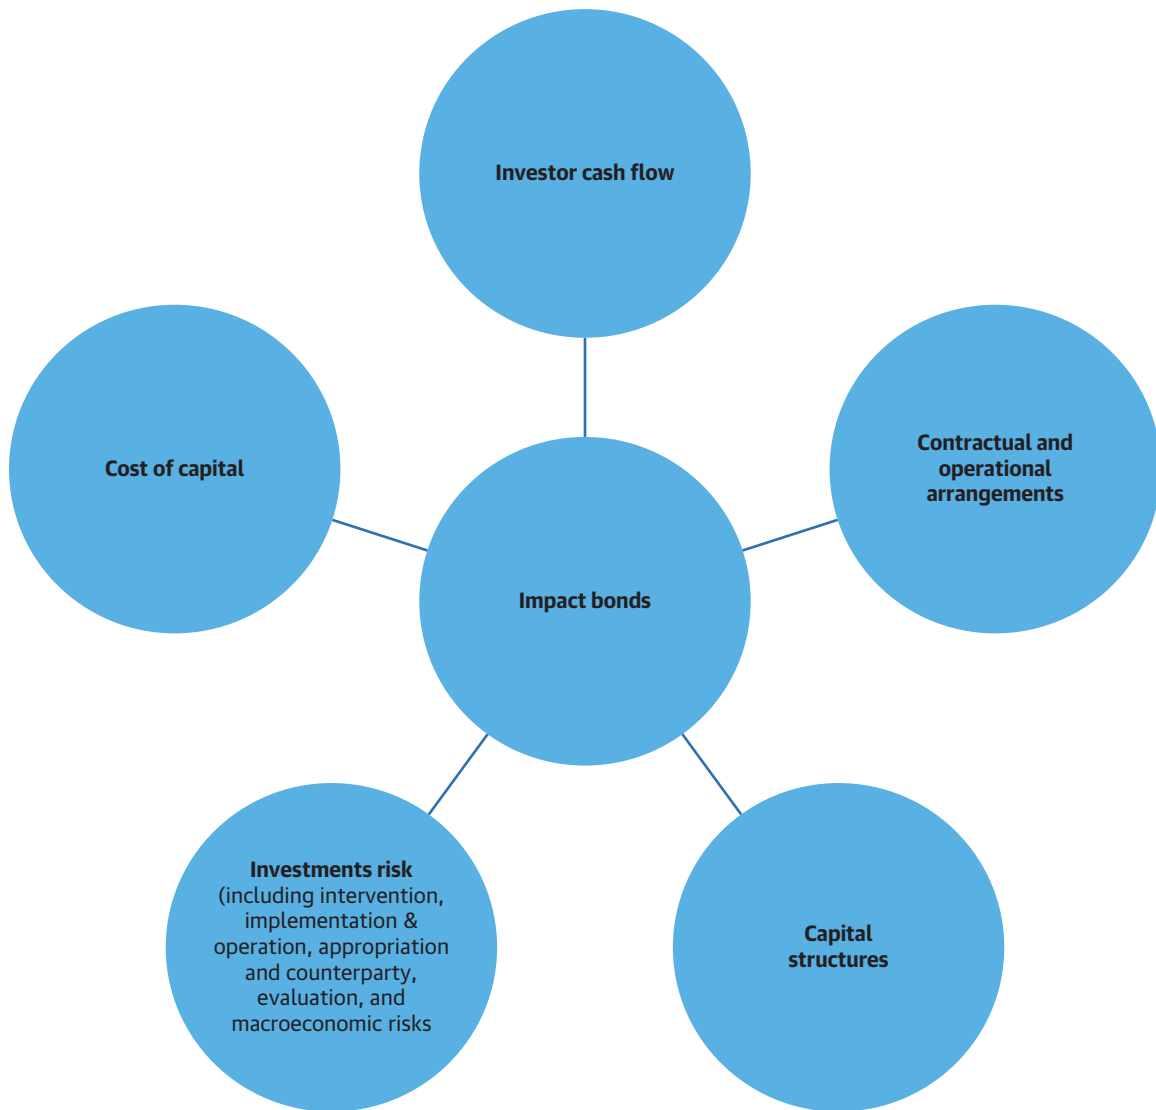 Investor cash flow
Cost of capital
Contractual and
operational
arrangements
Impact bonds
Investments risk
(including intervention,
implementation &
operation, appropriation
and counterparty,
evaluation, and
macroeconomic risks
Capital
structures